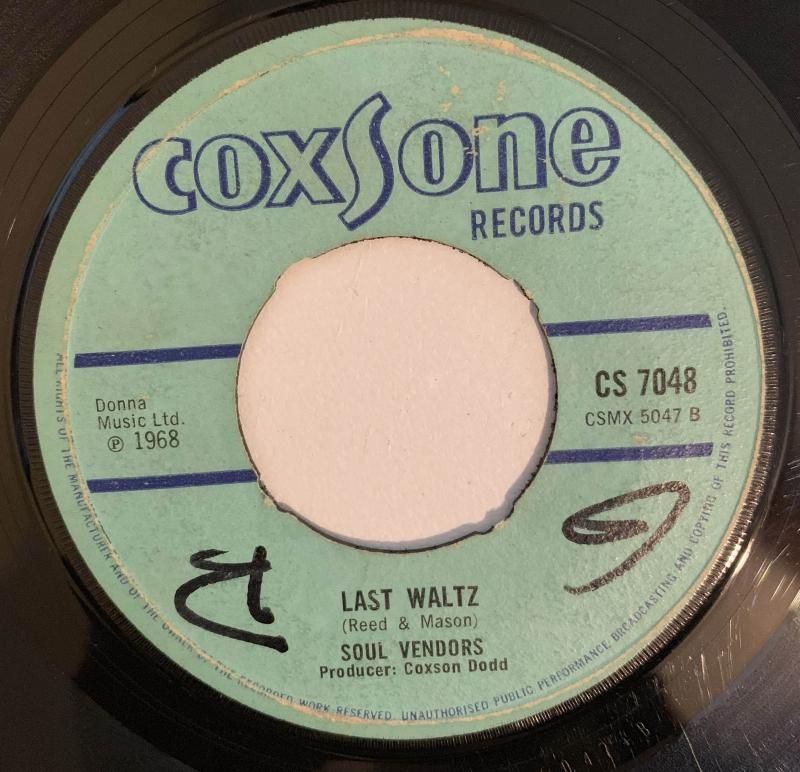 coxsone
RECORDS
Donna
Music Ltd.
℗ 1968
CS 7048
CSMX 5047 B
LAST WALTZ
(Reed & Mason)
SOUL VENDORS
Producer: Coxson Dodd
ALL RIGHTS OF THE MANUFACTURER AND OF THE OWNER OF THE RECORDED WORK RESERVED. UNAUTHORISED PUBLIC PERFORMANCE, BROADCASTING AND COPYING OF THIS RECORD PROHIBITED.